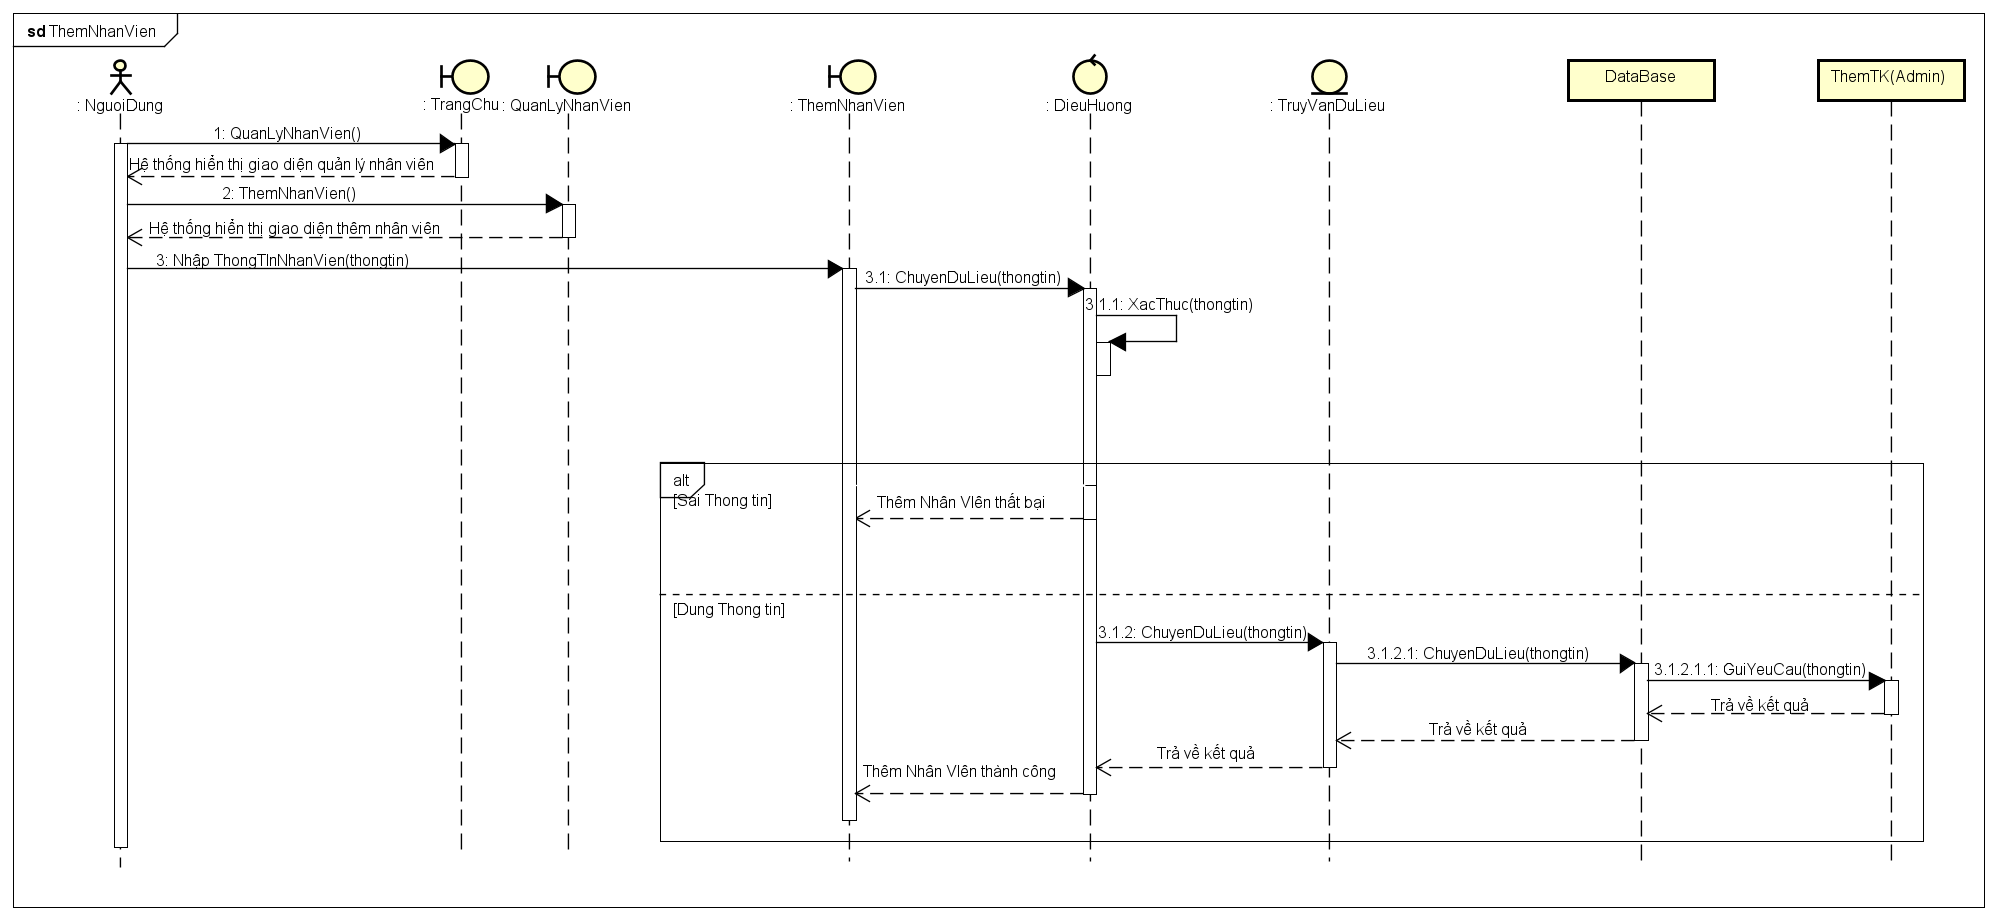 sd ThemNhanVien
: NguoiDung
: TrangChu
: QuanLyNhanVien
: ThemNhanVien
: DieuHuong
: TruyVanDuLieu
DataBase
ThemTK(Admin)
1: QuanLyNhanVien()
Hệ thống hiển thị giao diện quản lý nhân viên
2: ThemNhanVien()
Hệ thống hiển thị giao diện thêm nhân viên
3: Nhập ThongTInNhanVien(thongtin)
3.1: ChuyenDuLieu(thongtin)
3.1.1: XacThuc(thongtin)
alt
[Sai Thong tin]
Thêm Nhân VIên thất bại
[Dung Thong tin]
3.1.2: ChuyenDuLieu(thongtin)
3.1.2.1: ChuyenDuLieu(thongtin)
3.1.2.1.1: GuiYeuCau(thongtin)
Trả về kết quả
Trả về kết quả
Trả về kết quả
Thêm Nhân VIên thành công